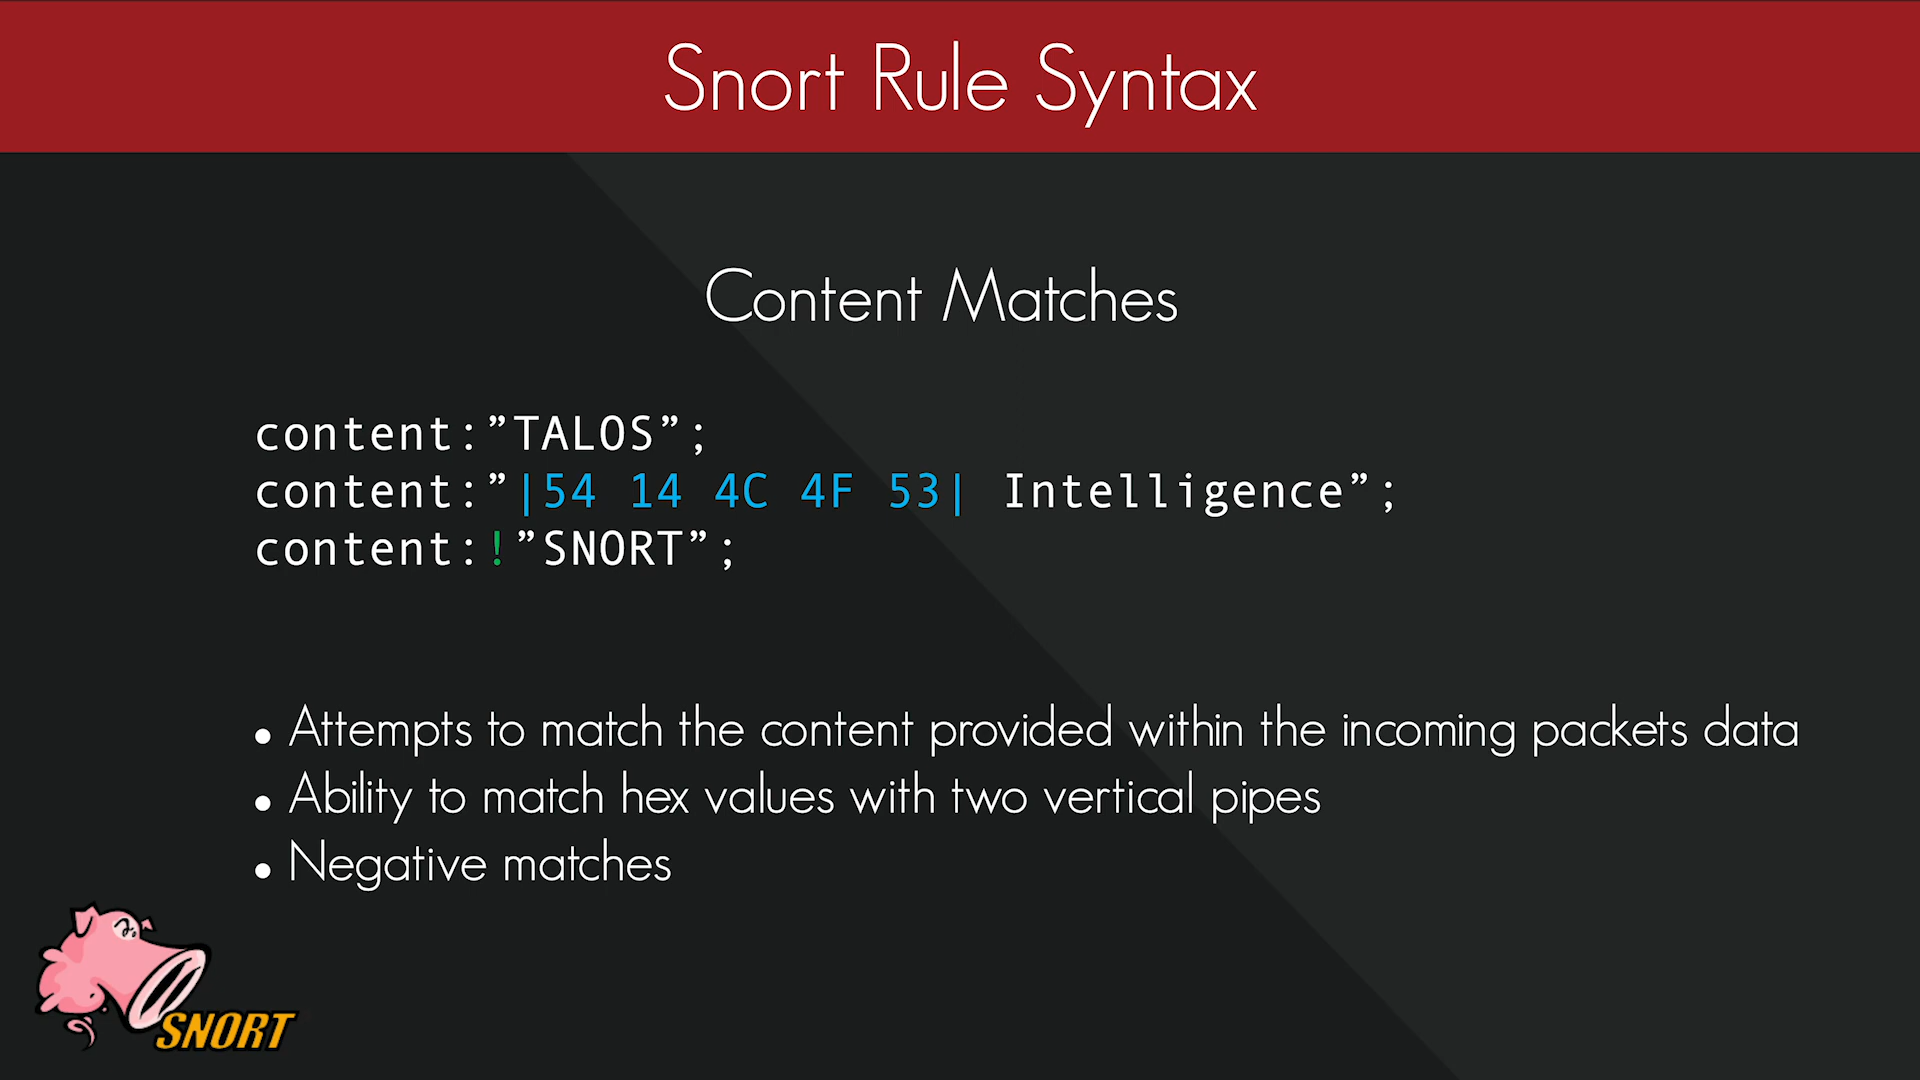 Snort Rule Syntax
Content Matches
content:”TALOS”;
content:”|54 14 4C 4F 53| Intelligence”;
content:!”SNORT”;
• Attempts to match the content provided within the incoming packets data
• Ability to match hex values with two vertical pipes
• Negative matches
SNORT